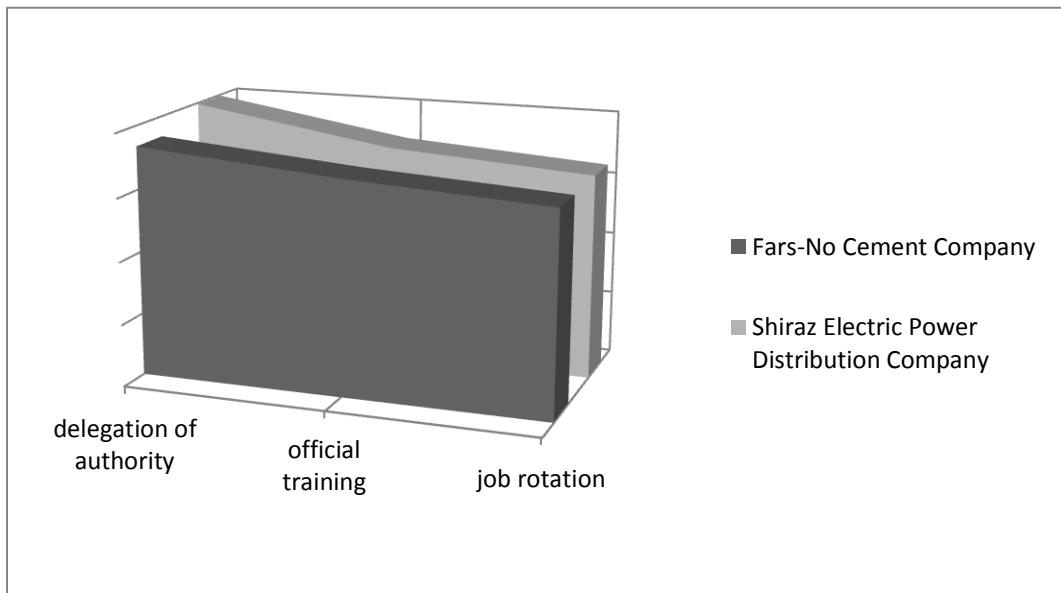 Fars-No Cement Company
Shiraz Electric Power
Distribution Company
delegation of
authority
official
training
job rotation